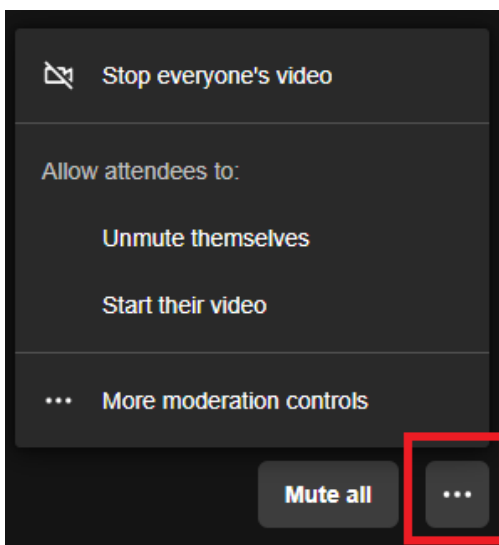 Stop everyone's video
Allow attendees to:
Unmute themselves
Start their video
More moderation controls
Mute all